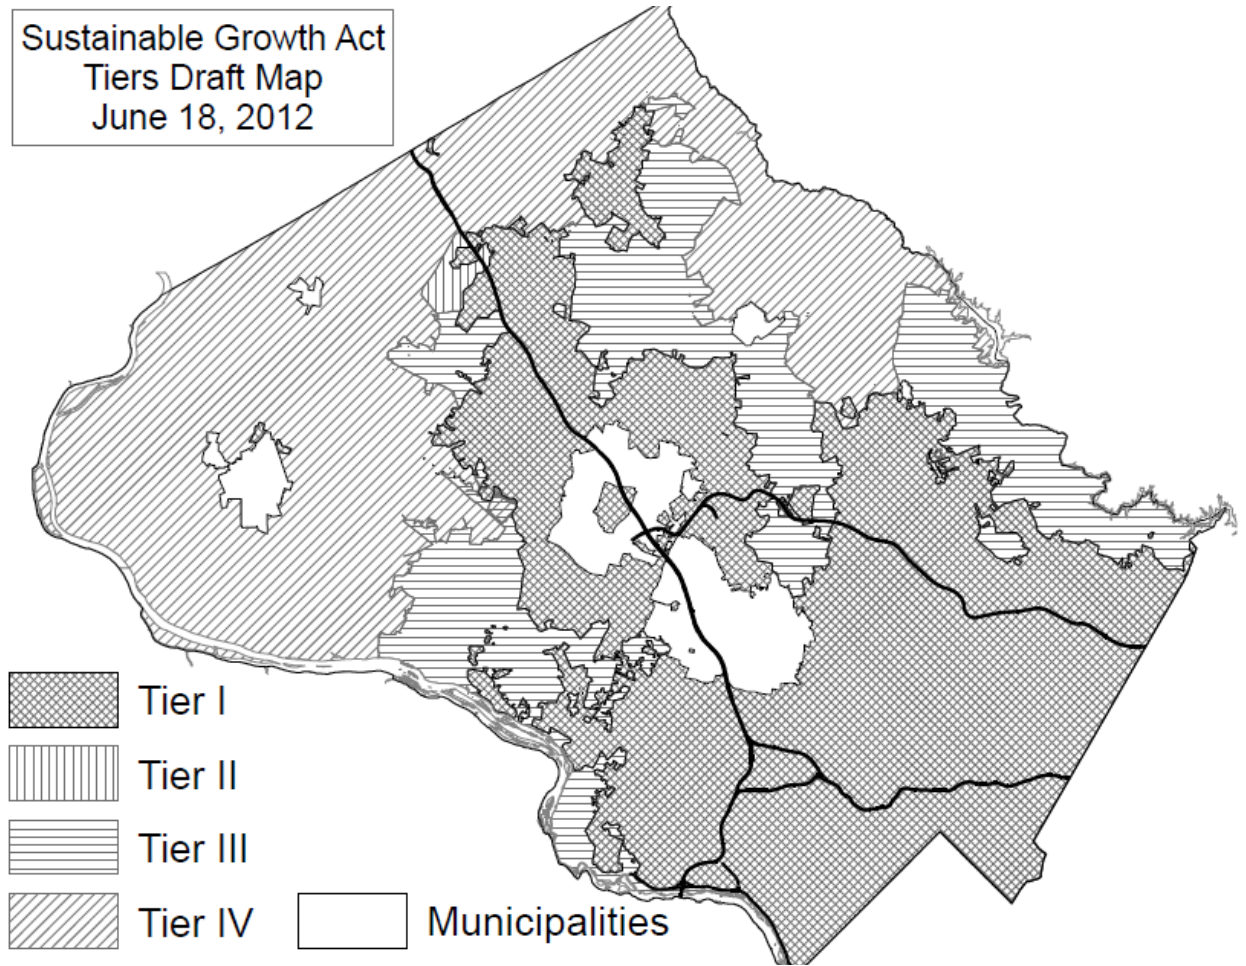 Sustainable Growth Act
Tiers Draft Map
June 18, 2012
Tier I
Tier II
Tier III
Tier IV
Municipalities